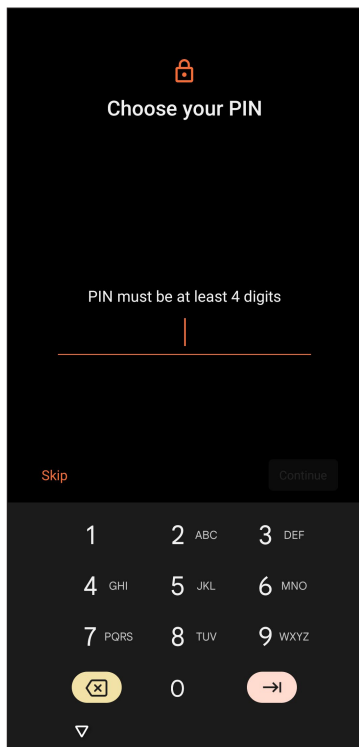 Choose your PIN
PIN must be at least 4 digits
Skip Continue
1 2 ABC 3 DEF
4 GHI 5 JKL 6 MNO
7 PQRS 8 TUV 9 WXYZ
0